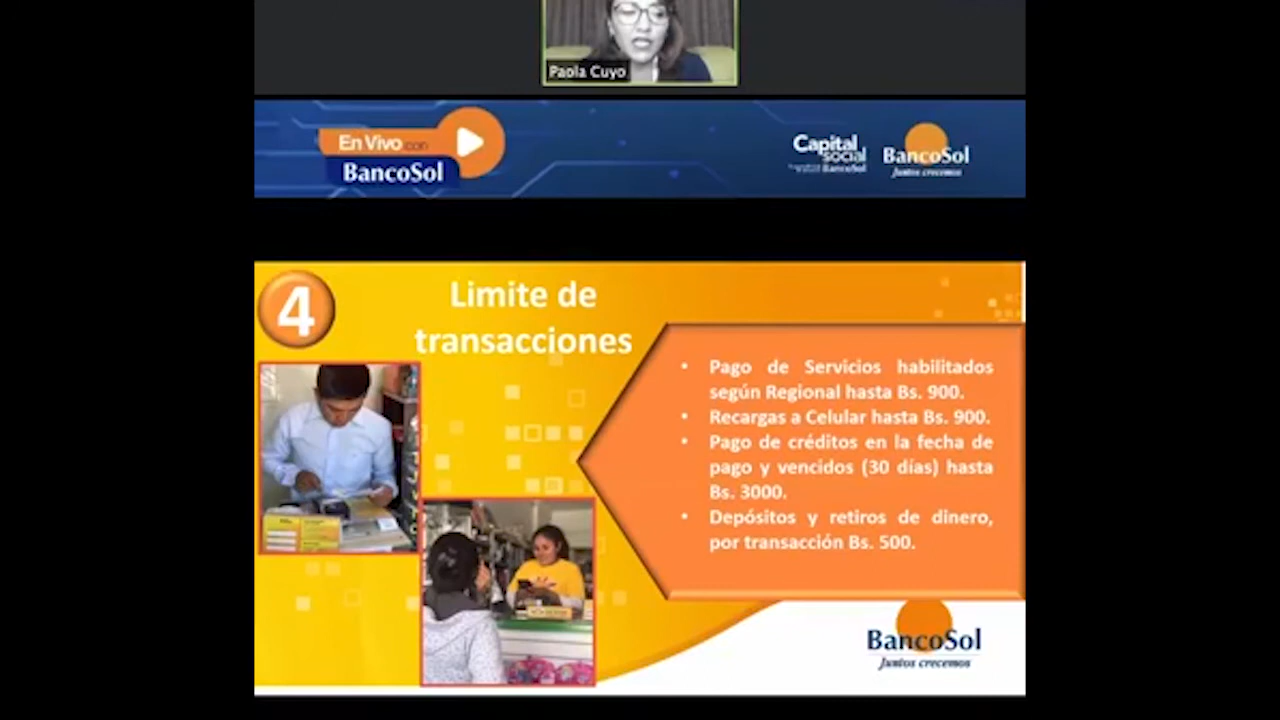 Paola Cuyo
En Vivo con
BancoSol
Capital
social
BancoSol
BancoSol
Juntos crecemos
4
Limite de
transacciones
• Pago de Servicios habilitados
según Regional hasta Bs. 900.
• Recargas a Celular hasta Bs. 900.
• Pago de créditos en la fecha de
pago y vencidos (30 días) hasta
Bs. 3000.
• Depósitos y retiros de dinero,
por transacción Bs. 500.
BancoSol
Juntos crecemos